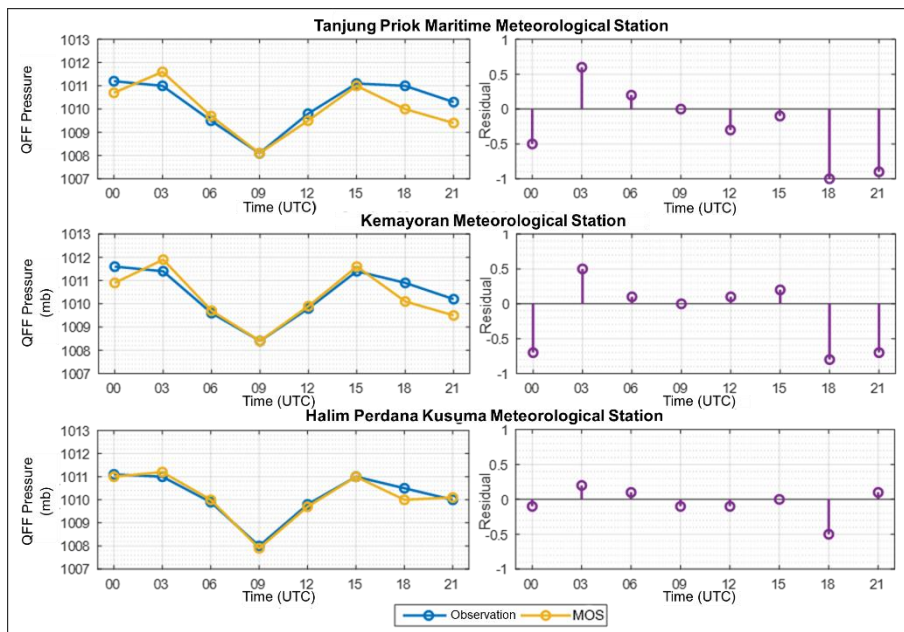 Tanjung Priok Maritime Meteorological Station
QFF Pressure
1013
1012
1011
1010
1009
1008
1007
00 03 06 09 12 15 18 21
Time (UTC)
Residual
1
0.5
0
-0.5
-1
00 03 06 09 12 15 18 21
Time (UTC)
Kemayoran Meteorological Station
QFF Pressure
(mb)
1013
1012
1011
1010
1009
1008
1007
00 03 06 09 12 15 18 21
Time (UTC)
Residual
1
0.5
0
-0.5
-1
00 03 06 09 12 15 18 21
Time (UTC)
Halim Perdana Kusuma Meteorological Station
QFF Pressure
(mb)
1013
1012
1011
1010
1009
1008
1007
00 03 06 09 12 15 18 21
Time (UTC)
Residual
1
0.5
0
-0.5
-1
00 03 06 09 12 15 18 21
Time (UTC)
Observation MOS